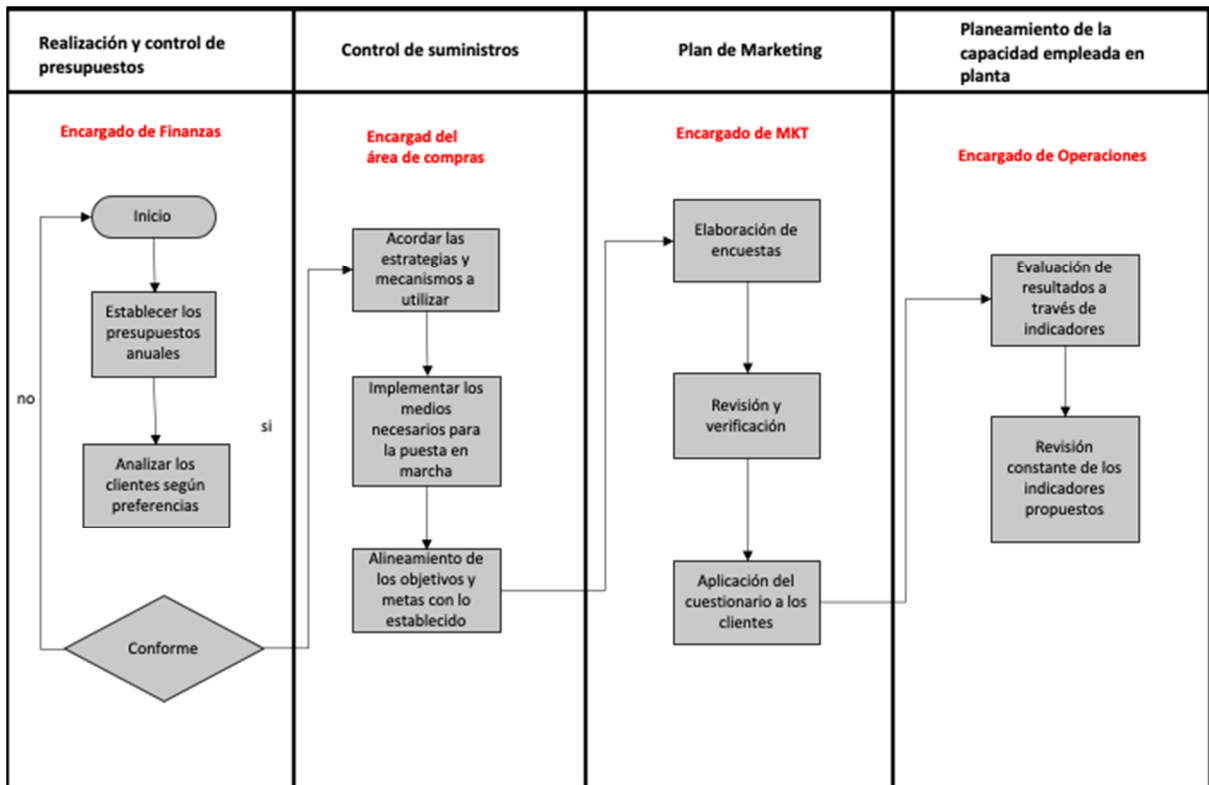 Realización y control de
presupuestos
Control de suministros
Plan de Marketing
Planeamiento de la
capacidad empleada en
planta
Encargado de Finanzas
Inicio
Establecer los
presupuestos
anuales
Analizar los
clientes según
preferencias
no
si
Conforme
Encargad del
área de compras
Acordar las
estrategias y
mecanismos a
utilizar
Implementar los
medios
necesarios para
la puesta en
marcha
Alineamiento de
los objetivos y
metas con lo
establecido
Encargado de MKT
Elaboración de
encuestas
Revisión y
verificación
Aplicación del
cuestionario a los
clientes
Encargado de Operaciones
Evaluación de
resultados a
través de
indicadores
Revisión
constante de los
indicadores
propuestos